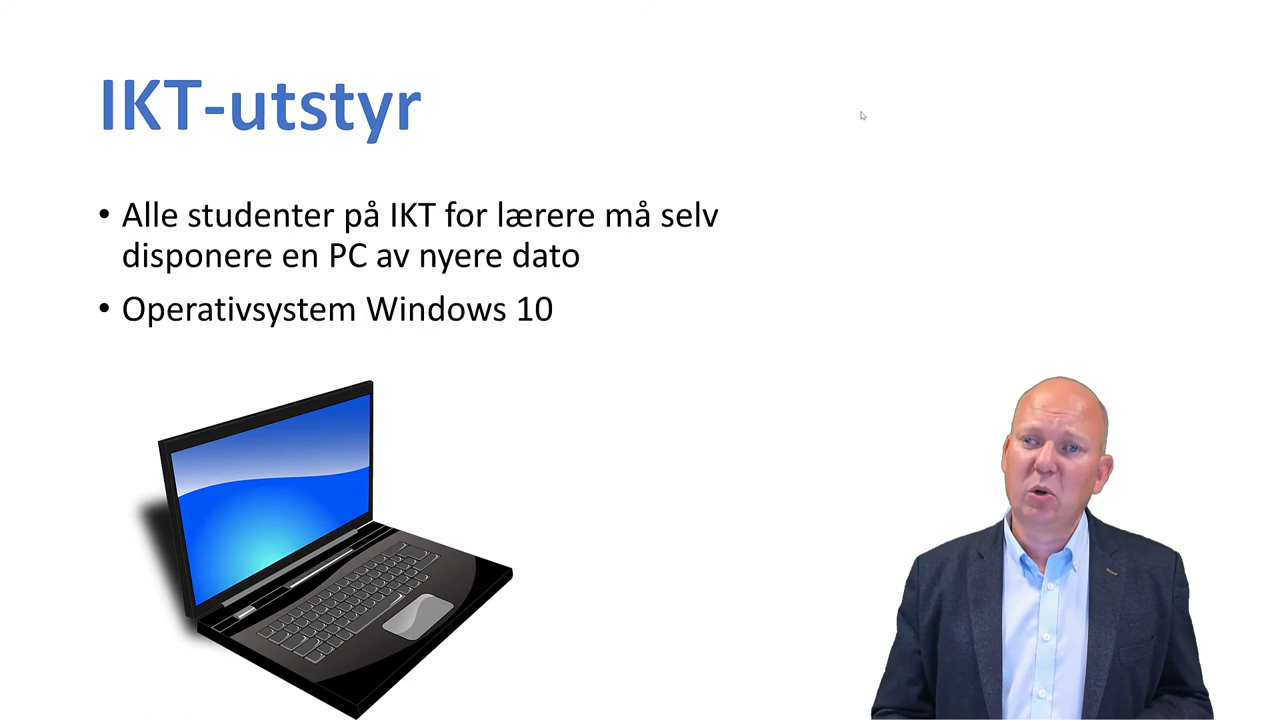 IKT-utstyr
• Alle studenter på IKT for lærere må selv
disponere en PC av nyere dato
• Operativsystem Windows 10